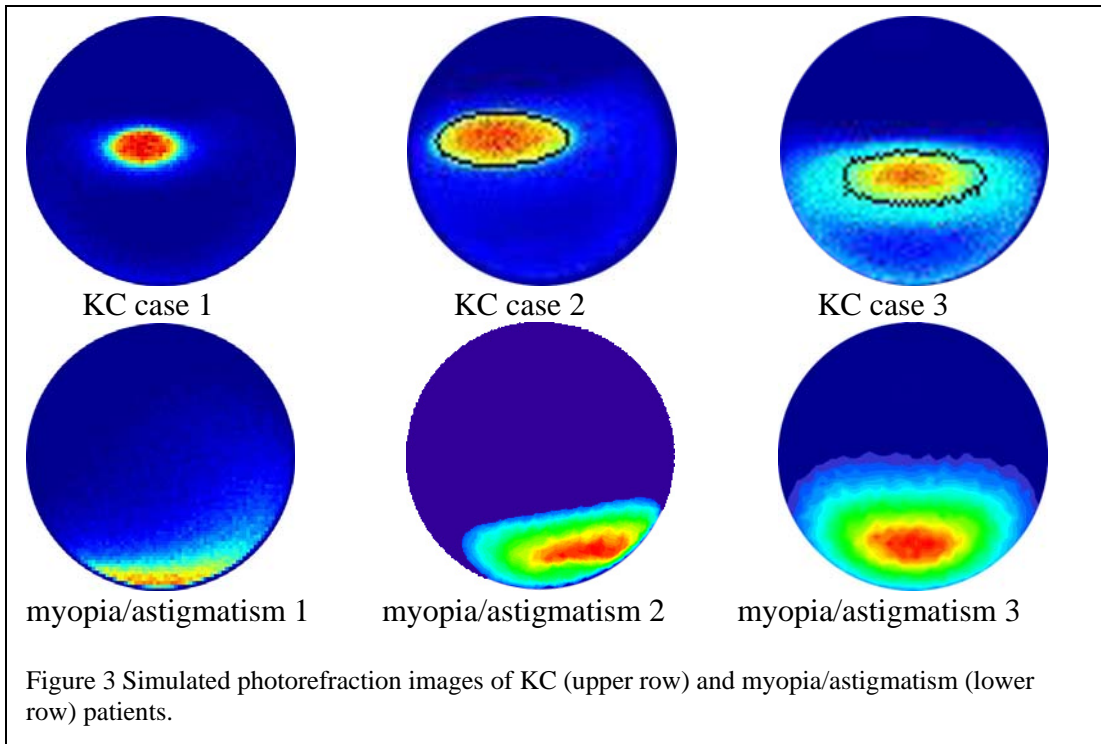 KC case 1
KC case 2
KC case 3
myopia/astigmatism 1
myopia/astigmatism 2
myopia/astigmatism 3
Figure 3 Simulated photorefraction images of KC (upper row) and myopia/astigmatism (lower
row) patients.